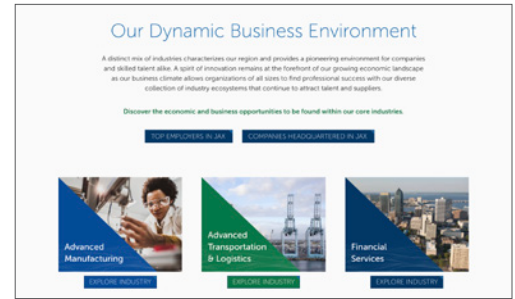 Our Dynamic Business Environment
A distinct mix of industries characterizes our region and provides a pioneering environment for companies
and skilled talent alike. A spirit of innovation remains at the forefront of our growing economic landscape
as our business climate allows organizations of all sizes to find professional success with our diverse
collection of industry ecosystems that continue to attract talent and suppliers.
Discover the economic and business opportunities to be found within our core industries.
TOP EMPLOYERS IN JAX
COMPANIES HEADQUARTERED IN JAX
Advanced
Manufacturing
EXPLORE INDUSTRY
Advanced
Transportation
& Logistics
EXPLORE INDUSTRY
Financial
Services
EXPLORE INDUSTRY